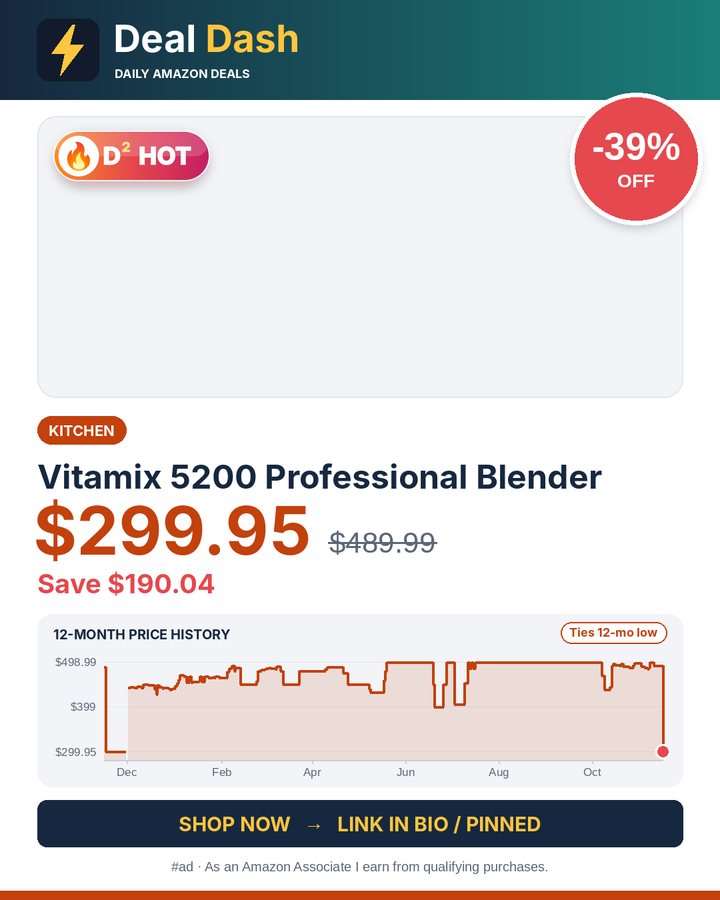 Deal Dash
DAILY AMAZON DEALS
-39%
OFF
D² HOT
KITCHEN
Vitamix 5200 Professional Blender
$299.95 $489.99
Save $190.04
12-MONTH PRICE HISTORY
Ties 12-mo low
$498.99
$399
$299.95
Dec Feb Apr Jun Aug Oct
SHOP NOW → LINK IN BIO / PINNED
#ad · As an Amazon Associate I earn from qualifying purchases.